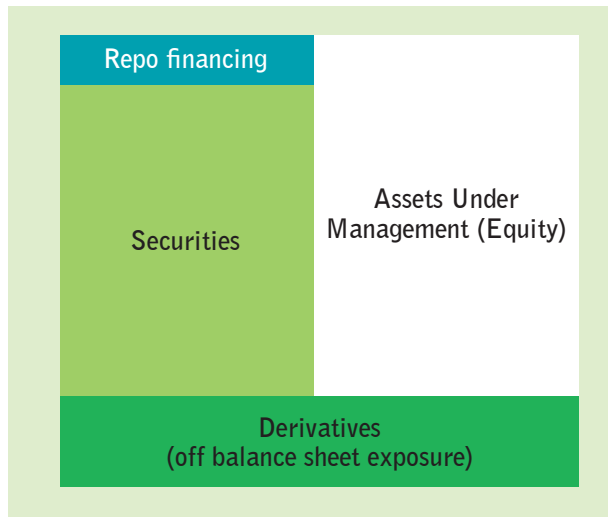 Repo financing
Securities
Assets Under
Management (Equity)
Derivatives
(off balance sheet exposure)